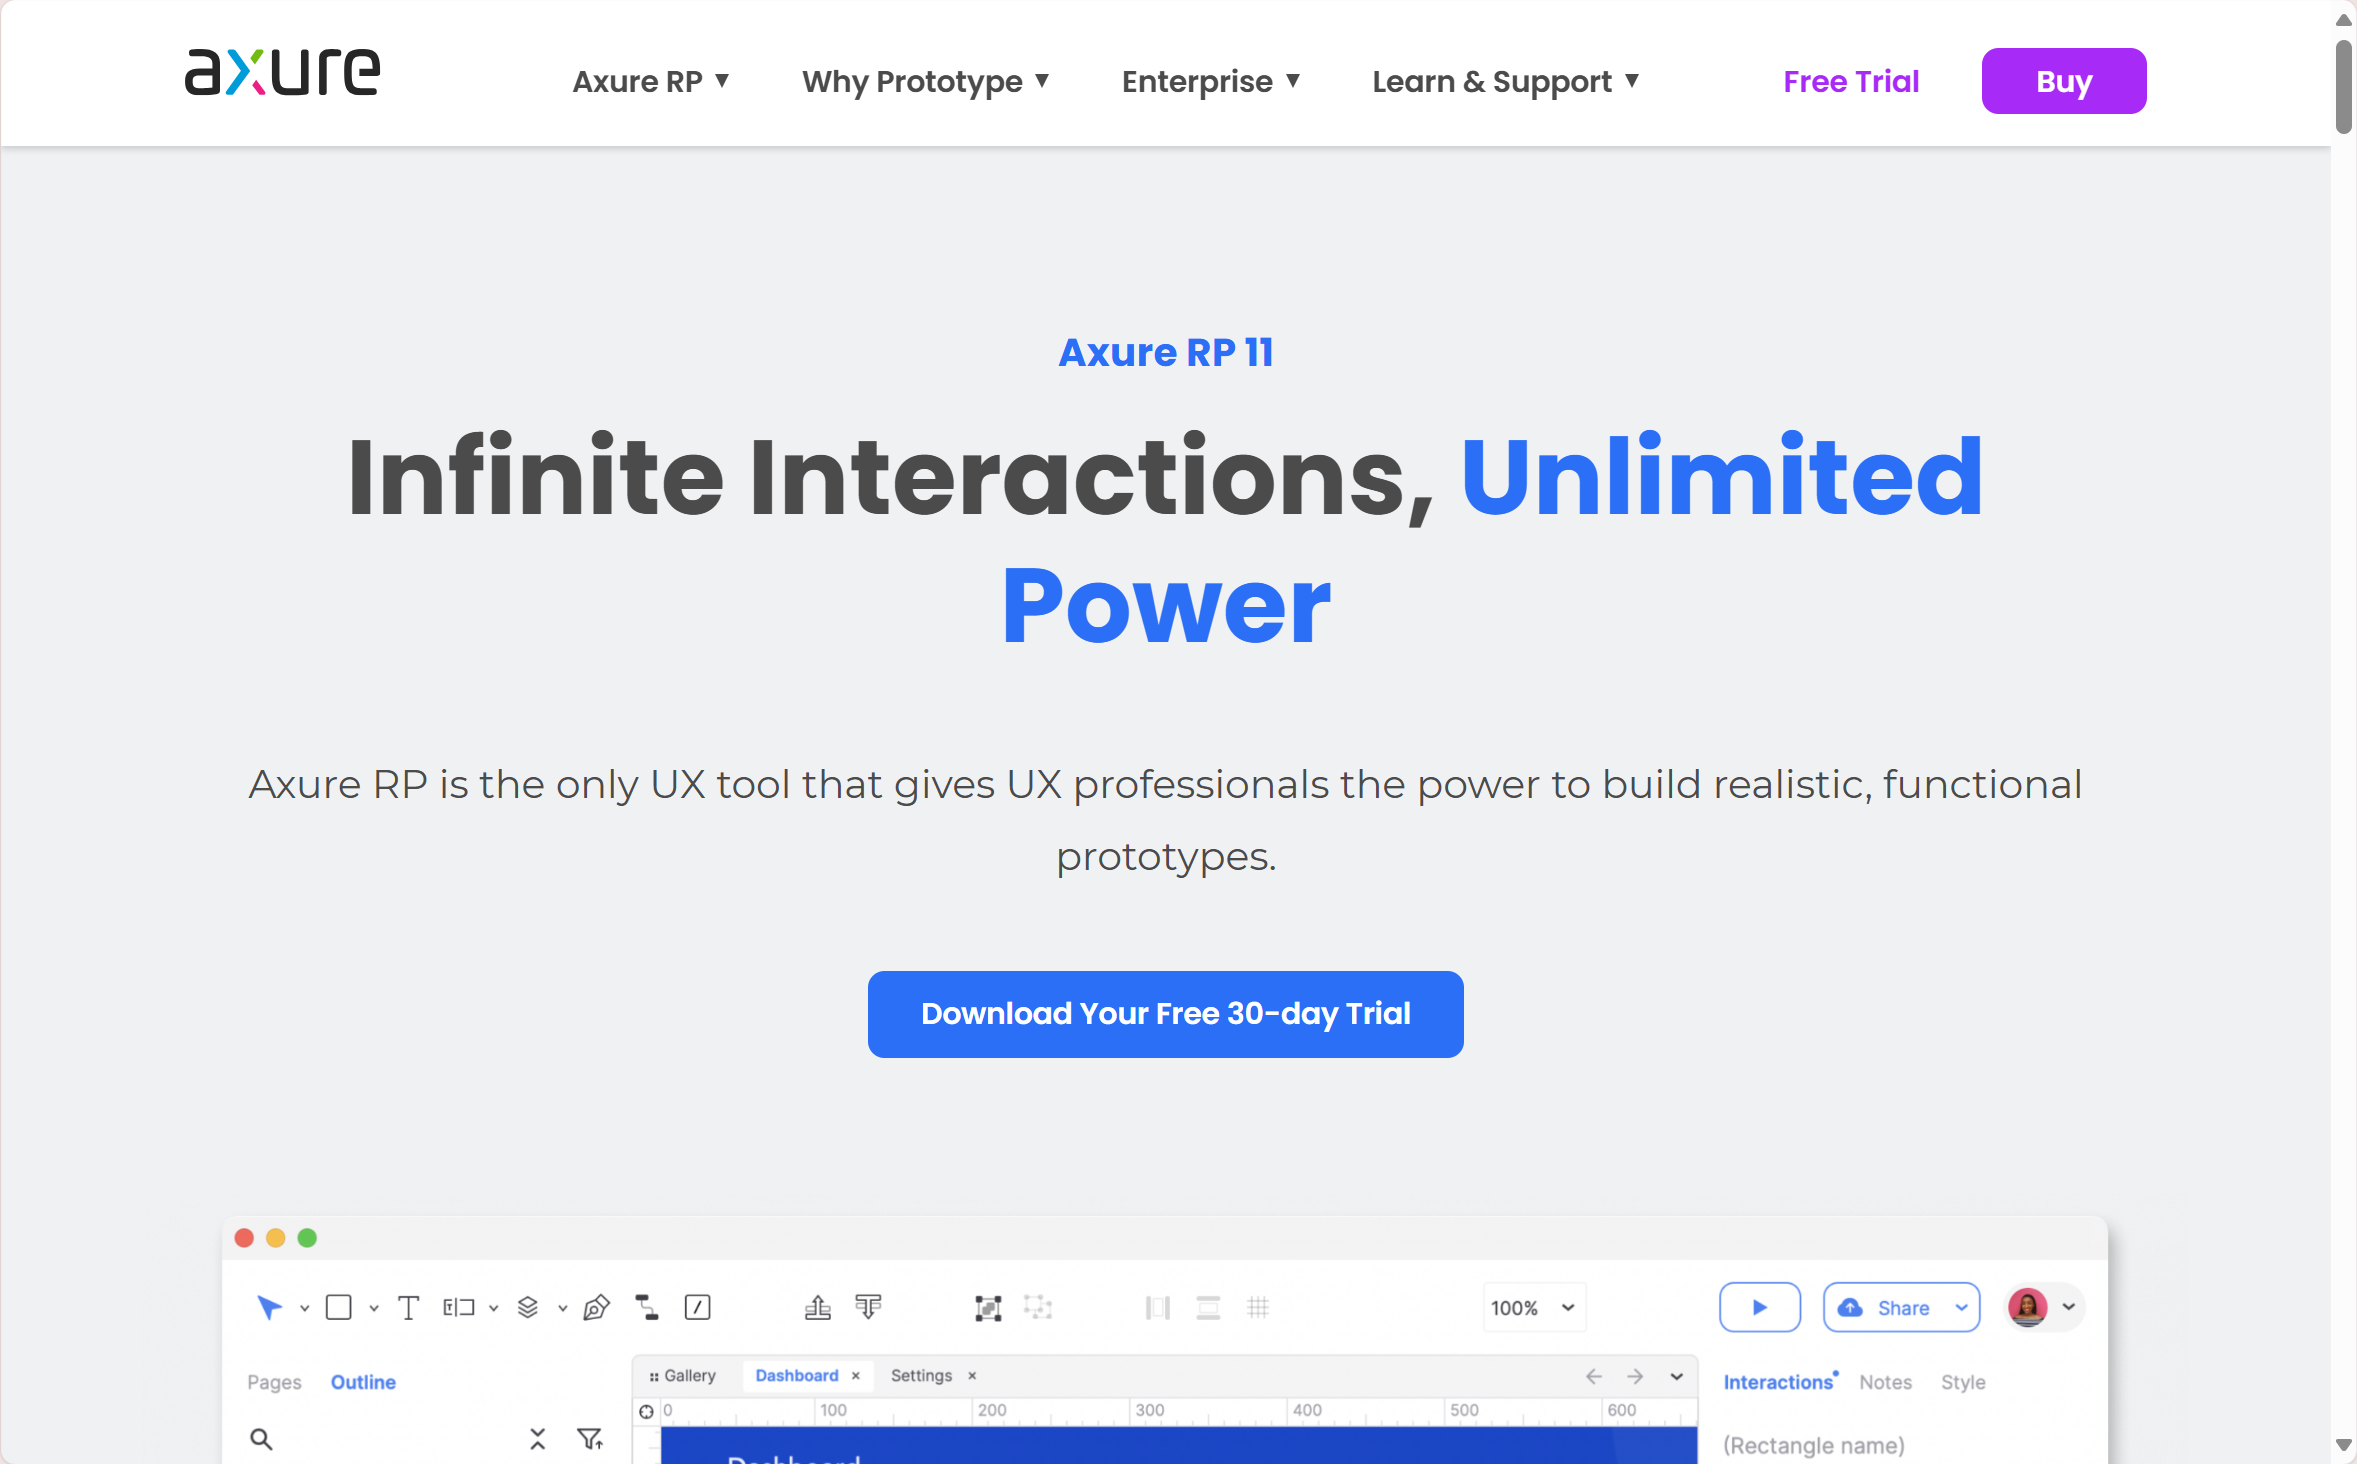 axure
Axure RP ▼
Why Prototype ▼
Enterprise ▼
Learn & Support ▼
Free Trial
Buy
Axure RP 11
Infinite Interactions, Unlimited
Power
Axure RP is the only UX tool that gives UX professionals the power to build realistic, functional
prototypes.
Download Your Free 30-day Trial
100%
Share
Pages Outline
Gallery Dashboard × Settings ×
Interactions Notes Style
0 100 200 300 400 500 600
(Rectangle name)
Dashboard